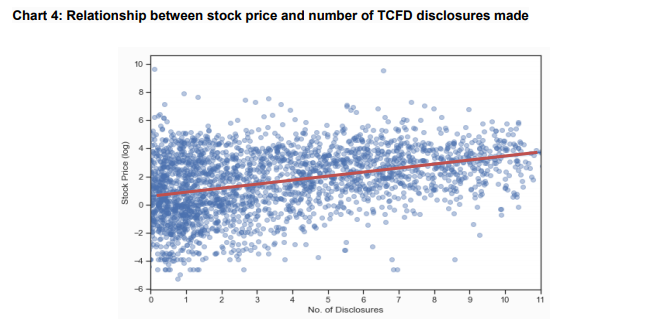 Chart 4: Relationship between stock price and number of TCFD disclosures made
10
8
6
4
2
0
−2
−4
−6
Stock Price (log)
0 1 2 3 4 5 6 7 8 9 10 11
No. of Disclosures